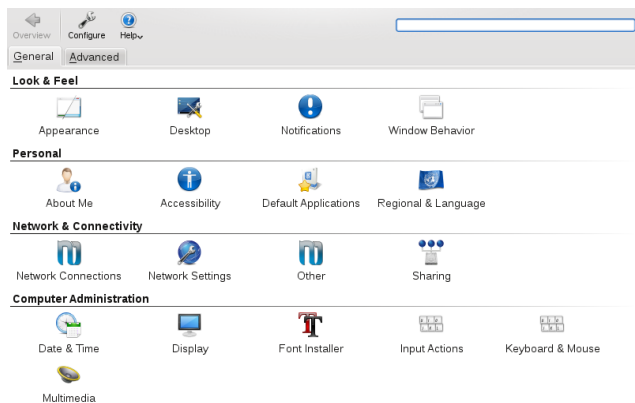 Overview Configure Help
General Advanced
Look & Feel
Appearance Desktop Notifications Window Behavior
Personal
About Me Accessibility Default Applications Regional & Language
Network & Connectivity
Network Connections Network Settings Other Sharing
Computer Administration
Date & Time Display Font Installer Input Actions Keyboard & Mouse
Multimedia